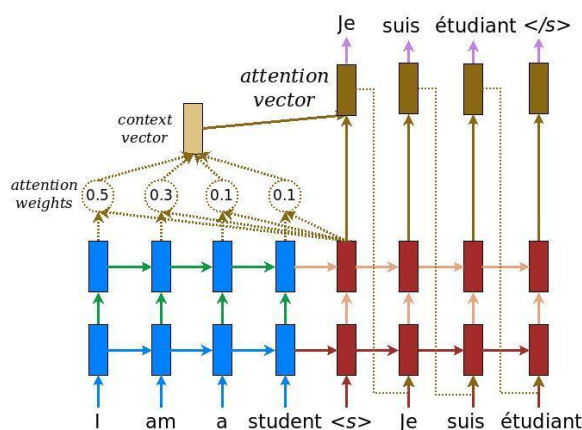 Je suis étudiant </s>
attention
vector
context
vector
attention
weights
0.5 0.3 0.1 0.1
I am a student <s> Je suis étudiant